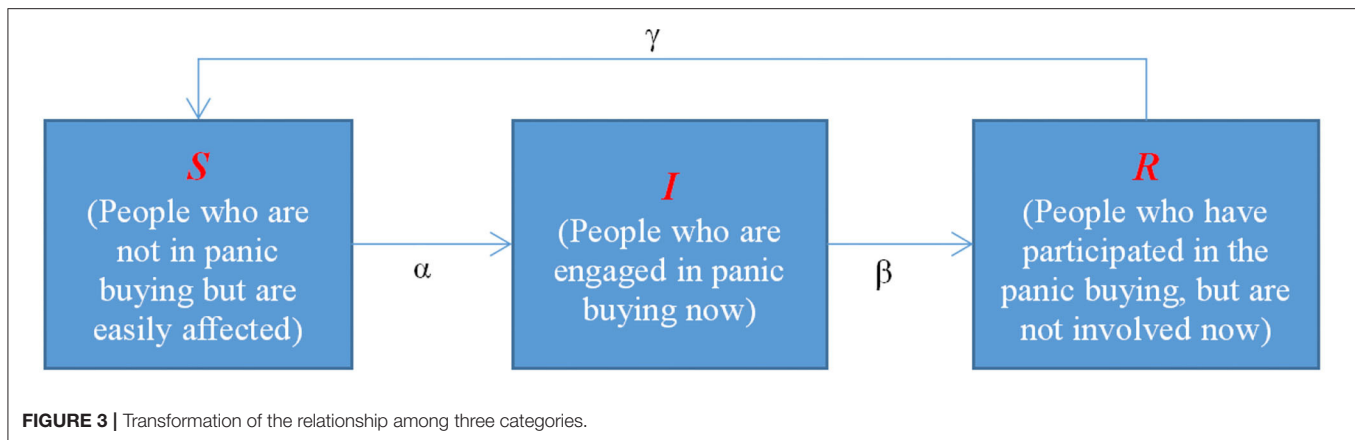 γ
S
(People who are
not in panic
buying but are
easily affected)
α
I
(People who are
engaged in panic
buying now)
β
R
(People who have
participated in the
panic buying, but are
not involved now)
FIGURE 3 | Transformation of the relationship among three categories.